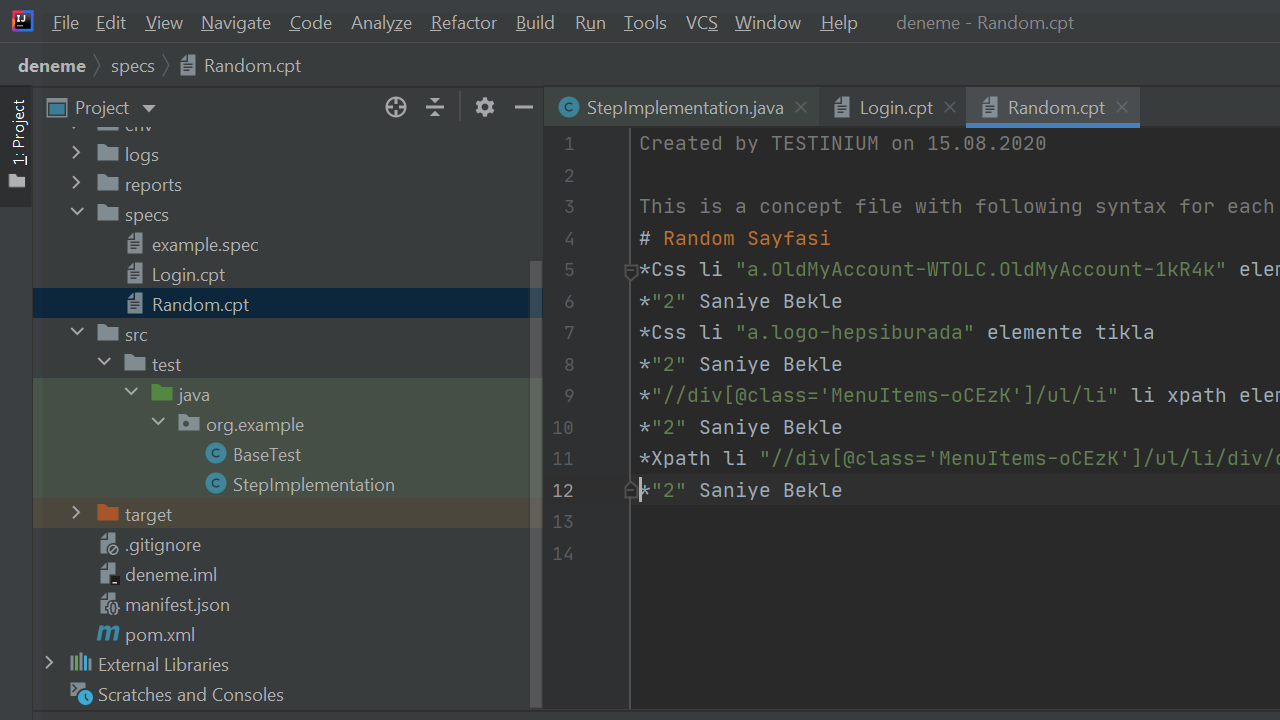 File Edit View Navigate Code Analyze Refactor Build Run Tools VCS Window Help deneme - Random.cpt
deneme specs Random.cpt
1: Project
Project
env
logs
reports
specs
example.spec
Login.cpt
Random.cpt
src
test
java
org.example
BaseTest
StepImplementation
target
.gitignore
deneme.iml
manifest.json
pom.xml
External Libraries
Scratches and Consoles
StepImplementation.java Login.cpt Random.cpt
1 Created by TESTINIUM on 15.08.2020
2
3 This is a concept file with following syntax for each
4 # Random Sayfasi
5 *Css li "a.OldMyAccount-WTOLC.OldMyAccount-1kR4k" elem
6 *"2" Saniye Bekle
7 *Css li "a.logo-hepsiburada" elemente tikla
8 *"2" Saniye Bekle
9 *"//div[@class='MenuItems-oCEzK']/ul/li" li xpath elem
10 *"2" Saniye Bekle
11 *Xpath li "//div[@class='MenuItems-oCEzK']/ul/li/div/
12 *"2" Saniye Bekle
13
14